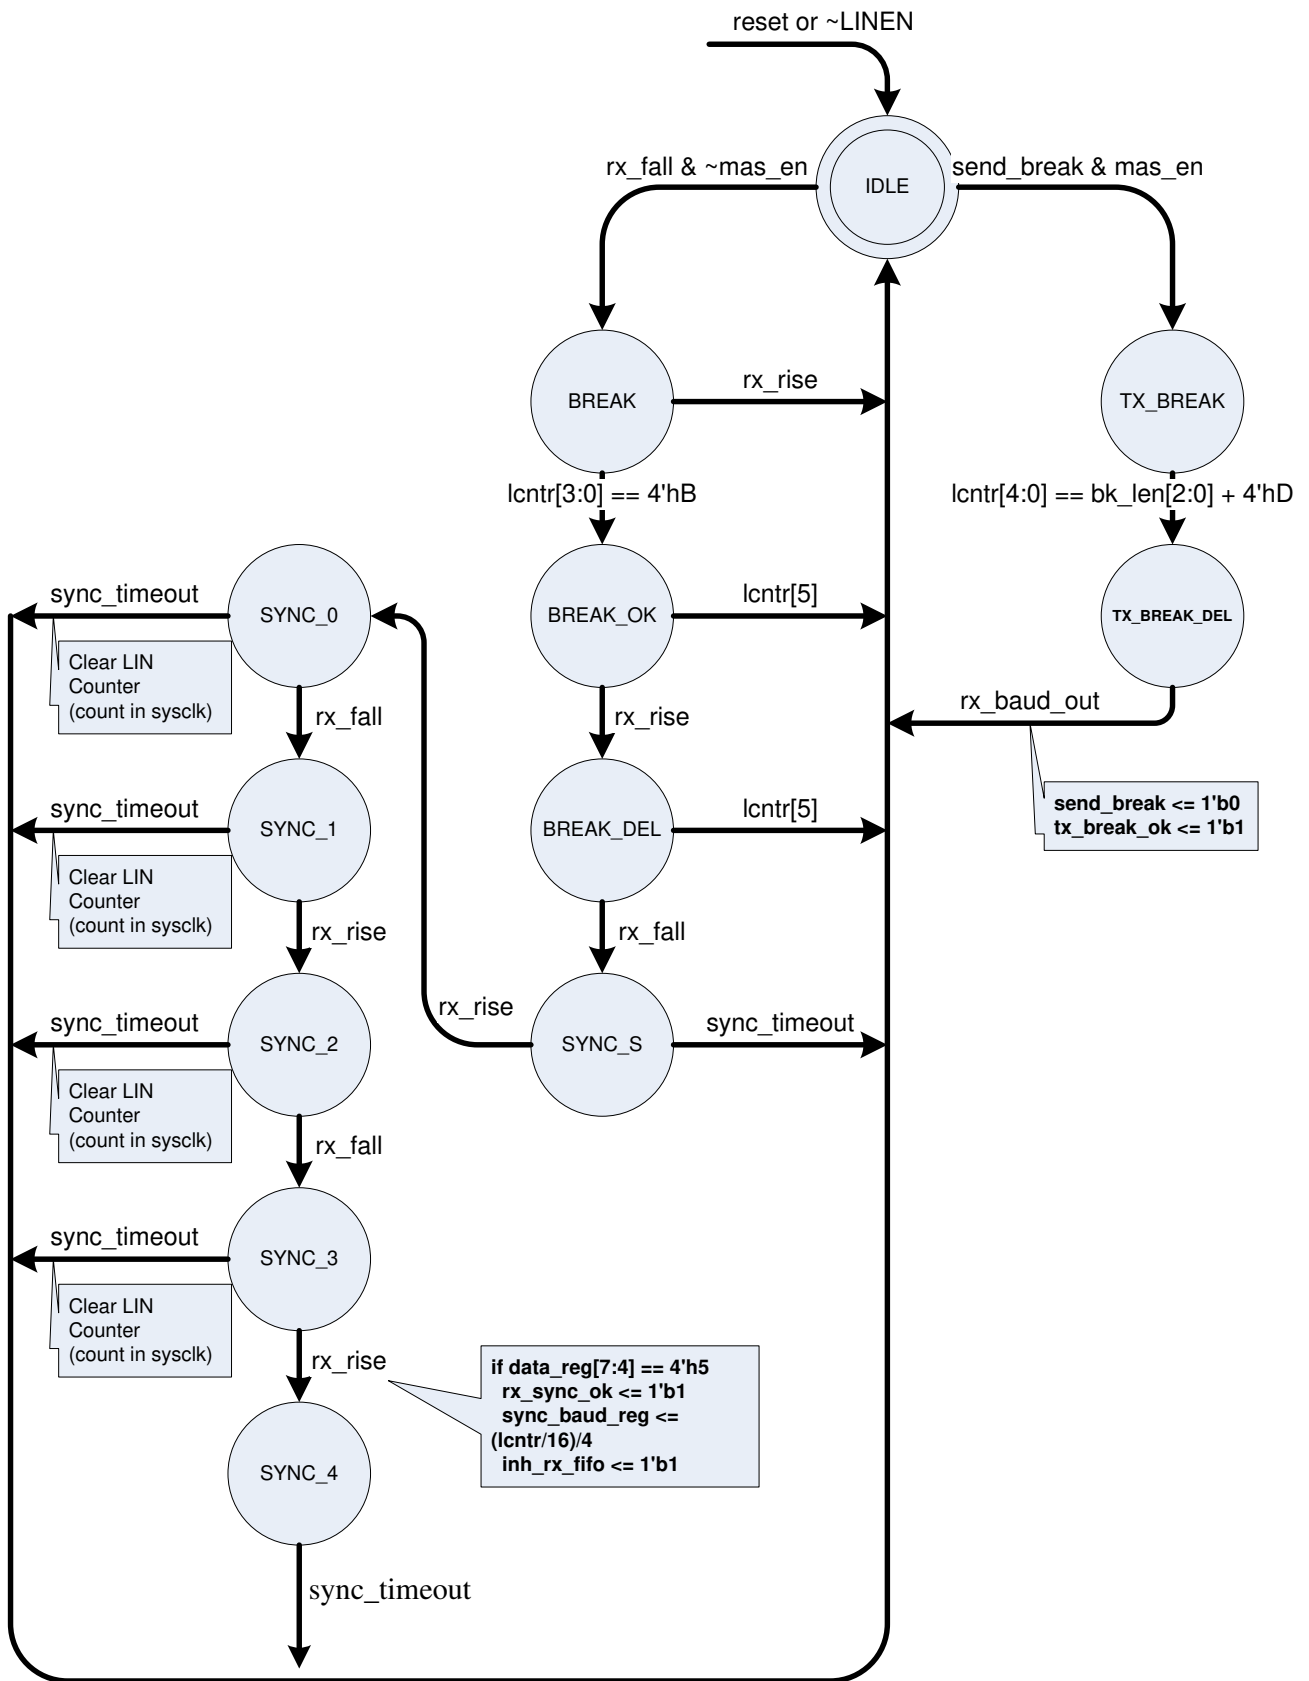 reset or ~LINEN
rx_fall & ~mas_en
IDLE
send_break & mas_en
BREAK
rx_rise
TX_BREAK
lcntr[3:0] == 4'hB
lcntr[4:0] == bk_len[2:0] + 4'hD
sync_timeout
SYNC_0
BREAK_OK
lcntr[5]
TX_BREAK_DEL
Clear LIN
Counter
(count in sysclk)
rx_fall
rx_rise
rx_baud_out
send_break <= 1'b0
tx_break_ok <= 1'b1
sync_timeout
SYNC_1
BREAK_DEL
lcntr[5]
Clear LIN
Counter
(count in sysclk)
rx_rise
rx_fall
sync_timeout
SYNC_2
rx_rise
SYNC_S
sync_timeout
Clear LIN
Counter
(count in sysclk)
rx_fall
sync_timeout
SYNC_3
Clear LIN
Counter
(count in sysclk)
rx_rise
if data_reg[7:4] == 4'h5
rx_sync_ok <= 1'b1
sync_baud_reg <=
(lcntr/16)/4
inh_rx_fifo <= 1'b1
SYNC_4
sync_timeout